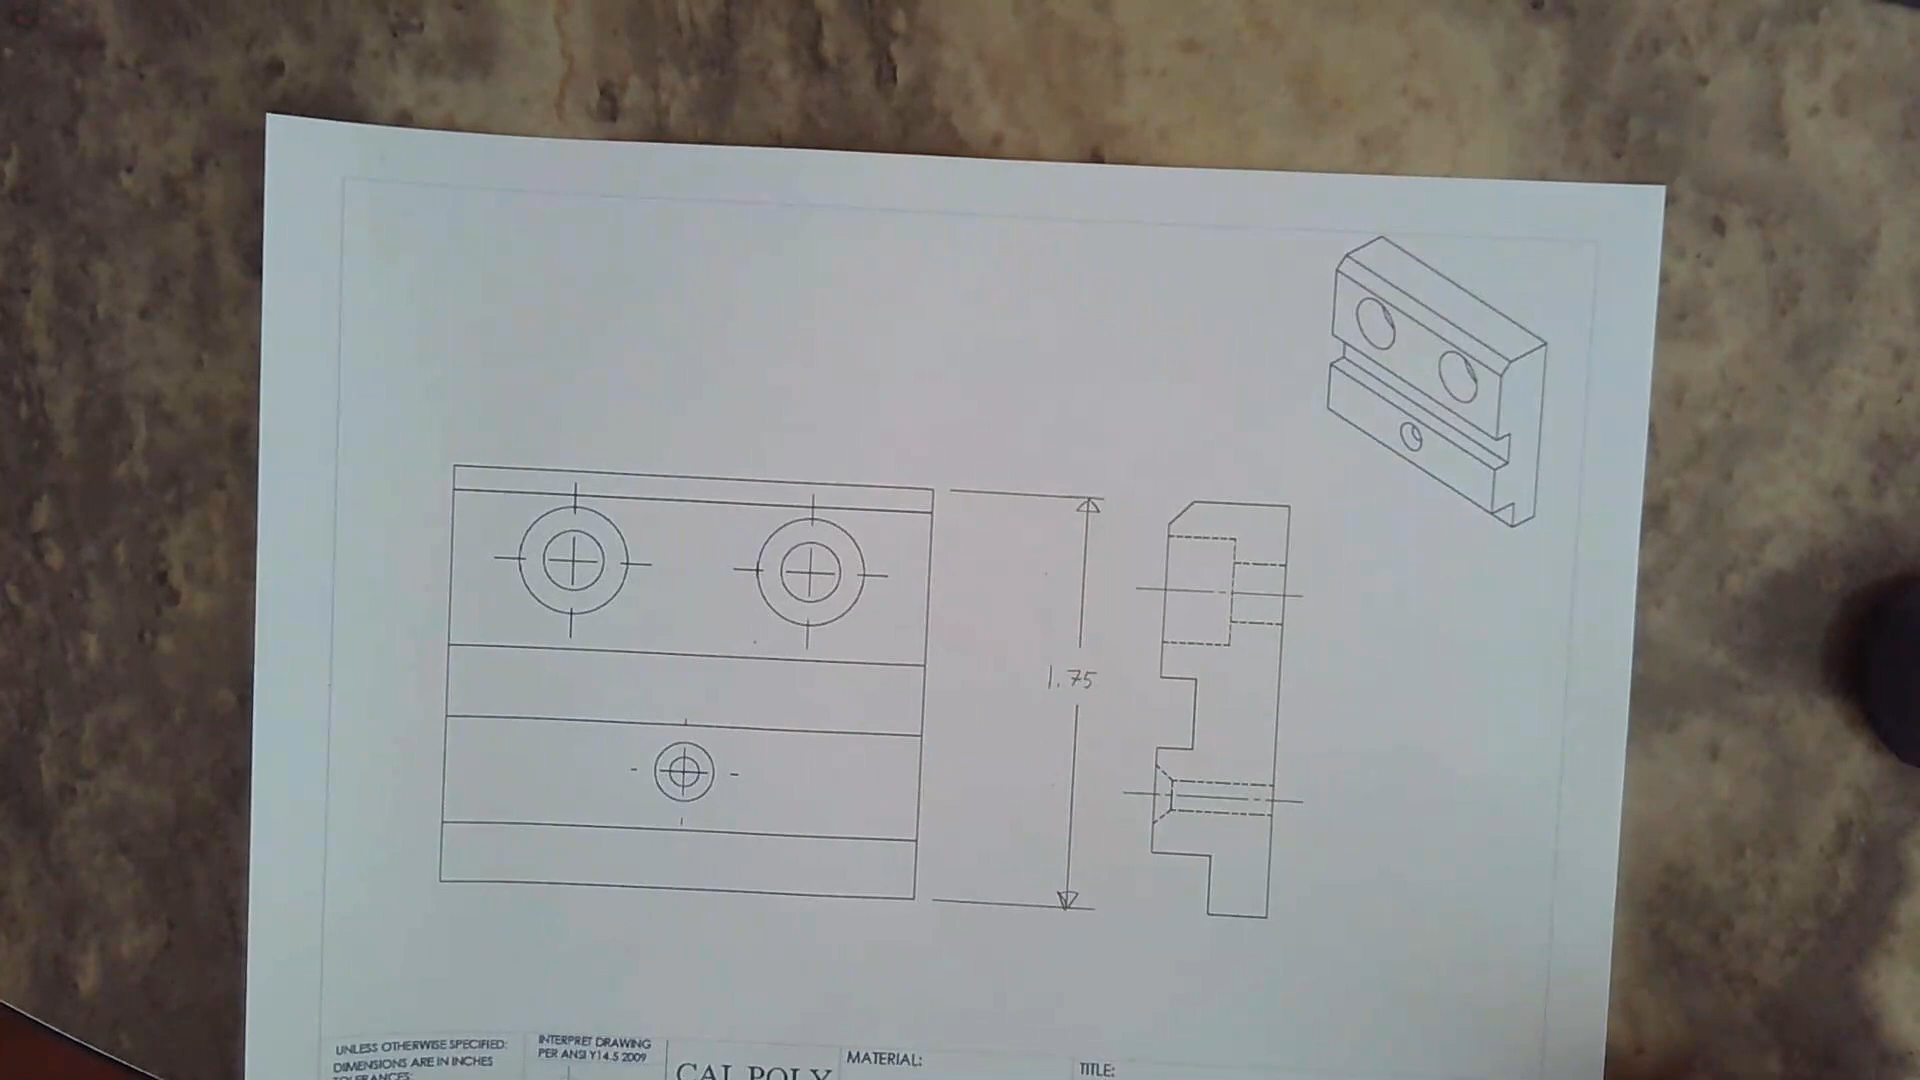 1.75
UNLESS OTHERWISE SPECIFIED:
DIMENSIONS ARE IN INCHES
TOLERANCES:
INTERPRET DRAWING
PER ANSI Y14.5 2009
CAL POLY
MATERIAL:
TITLE: